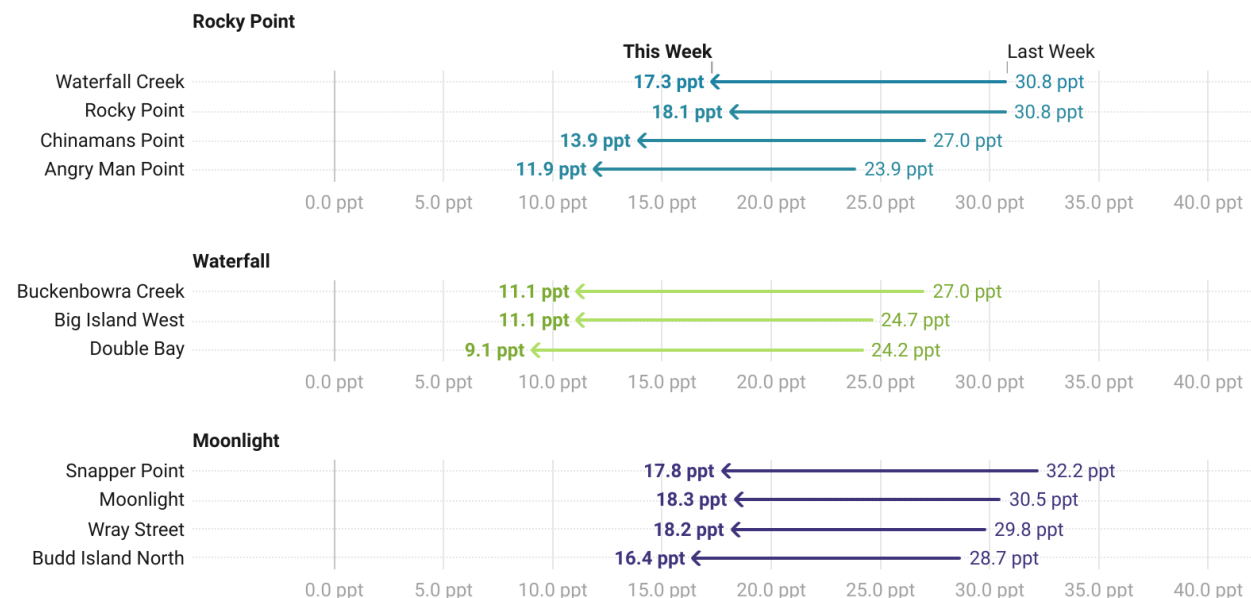 Rocky Point
This Week Last Week
Waterfall Creek 17.3 ppt 30.8 ppt
Rocky Point 18.1 ppt 30.8 ppt
Chinamans Point 13.9 ppt 27.0 ppt
Angry Man Point 11.9 ppt 23.9 ppt
0.0 ppt 5.0 ppt 10.0 ppt 15.0 ppt 20.0 ppt 25.0 ppt 30.0 ppt 35.0 ppt 40.0 ppt
Waterfall
Buckenbowra Creek 11.1 ppt 27.0 ppt
Big Island West 11.1 ppt 24.7 ppt
Double Bay 9.1 ppt 24.2 ppt
0.0 ppt 5.0 ppt 10.0 ppt 15.0 ppt 20.0 ppt 25.0 ppt 30.0 ppt 35.0 ppt 40.0 ppt
Moonlight
Snapper Point 17.8 ppt 32.2 ppt
Moonlight 18.3 ppt 30.5 ppt
Wray Street 18.2 ppt 29.8 ppt
Budd Island North 16.4 ppt 28.7 ppt
0.0 ppt 5.0 ppt 10.0 ppt 15.0 ppt 20.0 ppt 25.0 ppt 30.0 ppt 35.0 ppt 40.0 ppt